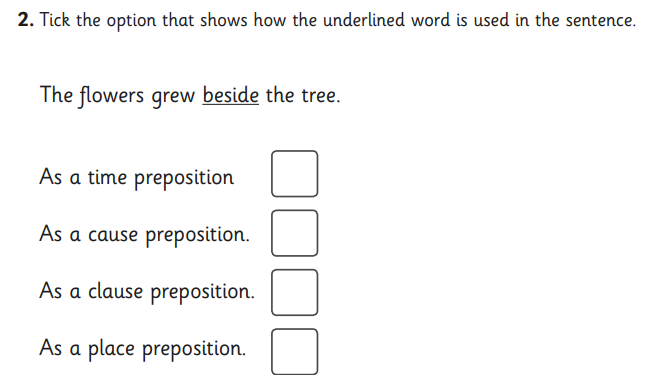 2. Tick the option that shows how the underlined word is used in the sentence.
The flowers grew beside the tree.
As a time preposition
As a cause preposition.
As a clause preposition.
As a place preposition.